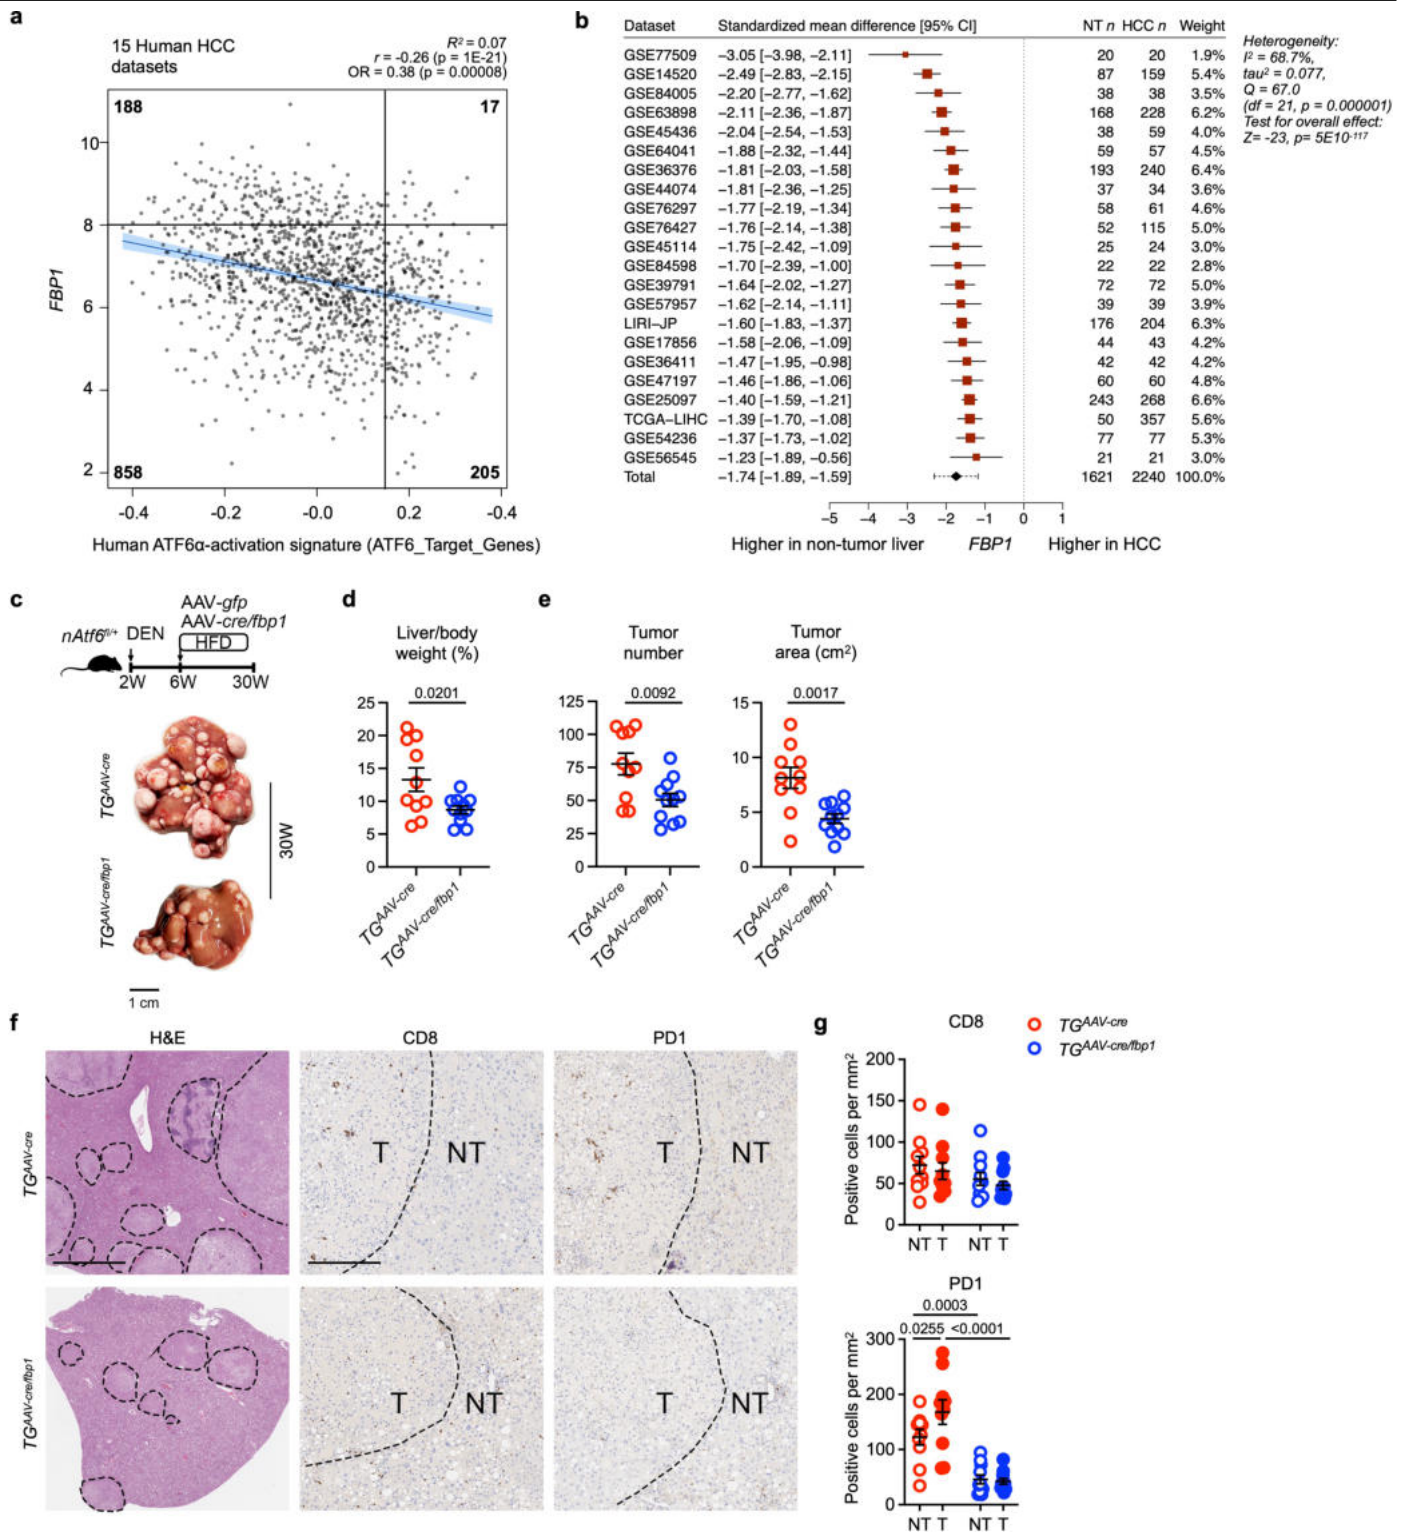 a
15 Human HCC
datasets
R² = 0.07
r = -0.26 (p = 1E-21)
OR = 0.38 (p = 0.00008)
188
17
10
8
6
4
2
858
205
FBP1
-0.4
-0.2
-0.0
0.2
-0.4
Human ATF6α-activation signature (ATF6_Target_Genes)
b
Dataset Standardized mean difference [95% CI] NT n HCC n Weight
GSE77509 −3.05 [−3.98, −2.11] 20 20 1.9%
GSE14520 −2.49 [−2.83, −2.15] 87 159 5.4%
GSE84005 −2.20 [−2.77, −1.62] 38 38 3.5%
GSE63898 −2.11 [−2.36, −1.87] 168 228 6.2%
GSE45436 −2.04 [−2.54, −1.53] 38 59 4.0%
GSE64041 −1.88 [−2.32, −1.44] 59 57 4.5%
GSE36376 −1.81 [−2.03, −1.58] 193 240 6.4%
GSE44074 −1.81 [−2.36, −1.25] 37 34 3.6%
GSE76297 −1.77 [−2.19, −1.34] 58 61 4.6%
GSE76427 −1.76 [−2.14, −1.38] 52 115 5.0%
GSE45114 −1.75 [−2.42, −1.09] 25 24 3.0%
GSE84598 −1.70 [−2.39, −1.00] 22 22 2.8%
GSE39791 −1.64 [−2.02, −1.27] 72 72 5.0%
GSE57957 −1.62 [−2.14, −1.11] 39 39 3.9%
LIRI−JP −1.60 [−1.83, −1.37] 176 204 6.3%
GSE17856 −1.58 [−2.06, −1.09] 44 43 4.2%
GSE36411 −1.47 [−1.95, −0.98] 42 42 4.2%
GSE47197 −1.46 [−1.86, −1.06] 60 60 4.8%
GSE25097 −1.40 [−1.59, −1.21] 243 268 6.6%
TCGA−LIHC −1.39 [−1.70, −1.08] 50 357 5.6%
GSE54236 −1.37 [−1.73, −1.02] 77 77 5.3%
GSE56545 −1.23 [−1.89, −0.56] 21 21 3.0%
Total −1.74 [−1.89, −1.59] 1621 2240 100.0%
−5 −4 −3 −2 −1 0 1
Higher in non-tumor liver FBP1 Higher in HCC
Heterogeneity:
I² = 68.7%,
tau² = 0.077,
Q = 67.0
(df = 21, p = 0.000001)
Test for overall effect:
Z= -23, p= 5E10⁻¹¹⁷
c
AAV-gfp
AAV-cre/fbp1
nAtf6fl/+ DEN
HFD
2W 6W 30W
TGAAV-cre
TGAAV-cre/fbp1
30W
1 cm
d
Liver/body
weight (%)
0.0201
25
20
15
10
5
0
TGAAV-cre
TGAAV-cre/fbp1
e
Tumor
number
0.0092
125
100
75
50
25
0
TGAAV-cre
TGAAV-cre/fbp1
Tumor
area (cm²)
0.0017
15
10
5
0
TGAAV-cre
TGAAV-cre/fbp1
f
H&E CD8 PD1
TGAAV-cre
T NT
T NT
TGAAV-cre/fbp1
T NT
T NT
g
CD8
TGAAV-cre
TGAAV-cre/fbp1
Positive cells per mm²
200
150
100
50
0
NT T NT T
PD1
0.0003
0.0255 <0.0001
Positive cells per mm²
300
200
100
0
NT T NT T